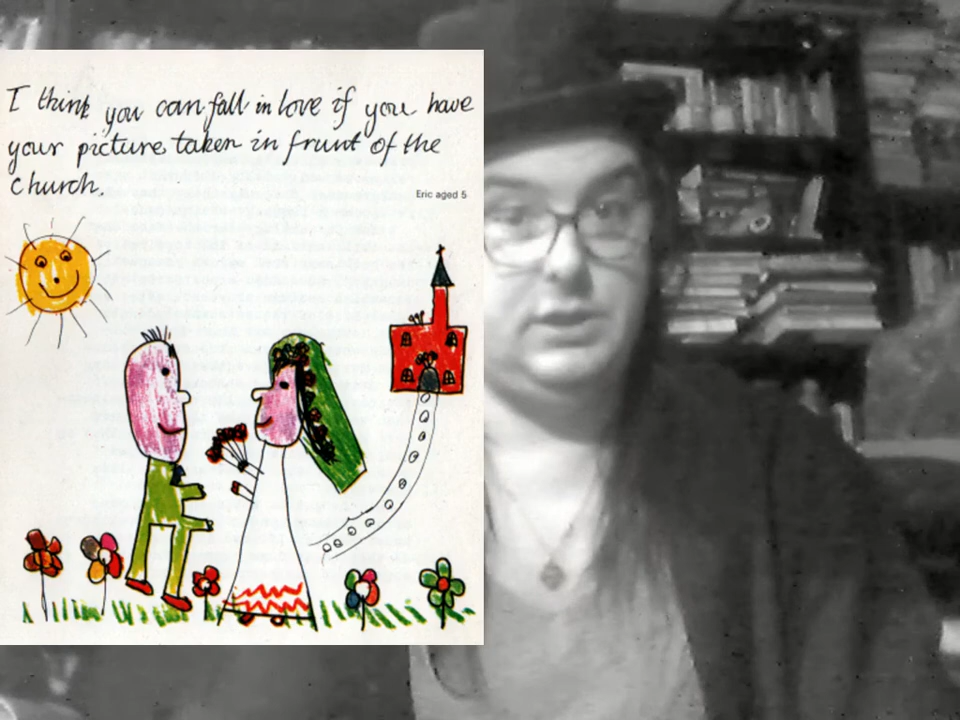 I think you can fall in love if you have
your picture taken in frunt of the
church.
Eric aged 5